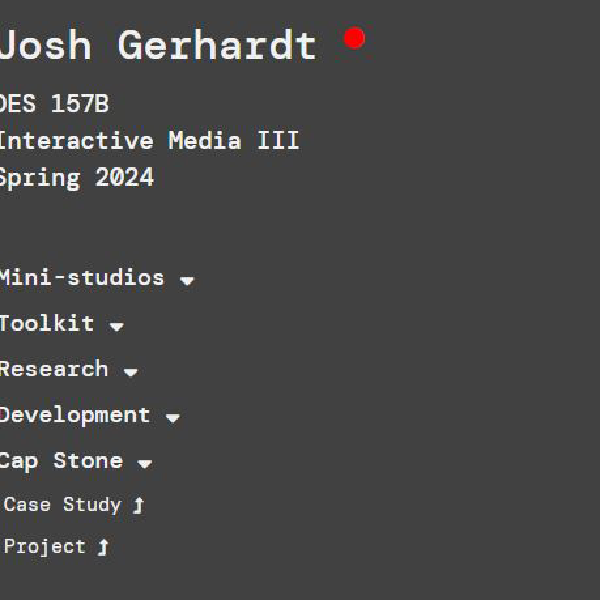 Josh Gerhardt
DES 157B
Interactive Media III
Spring 2024
Mini-studios
Toolkit
Research
Development
Cap Stone
Case Study
Project